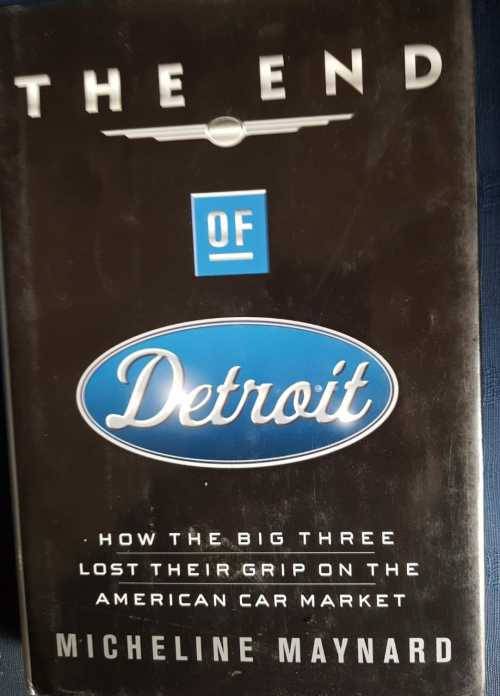 THE END
OF
Detroit
HOW THE BIG THREE
LOST THEIR GRIP ON THE
AMERICAN CAR MARKET
MICHELINE MAYNARD